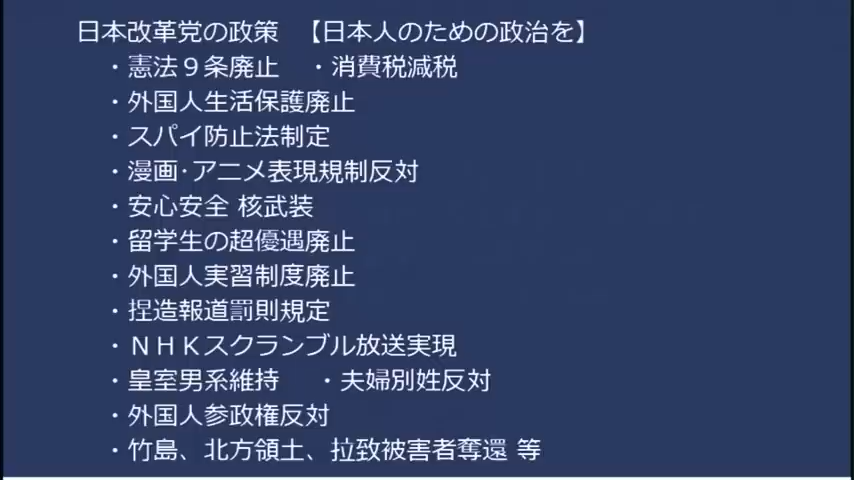 日本改革党の政策 【日本人のための政治を】
・憲法９条廃止 ・消費税減税
・外国人生活保護廃止
・スパイ防止法制定
・漫画・アニメ表現規制反対
・安心安全 核武装
・留学生の超優遇廃止
・外国人実習制度廃止
・捏造報道罰則規定
・ＮＨＫスクランブル放送実現
・皇室男系維持 ・夫婦別姓反対
・外国人参政権反対
・竹島、北方領土、拉致被害者奪還 等